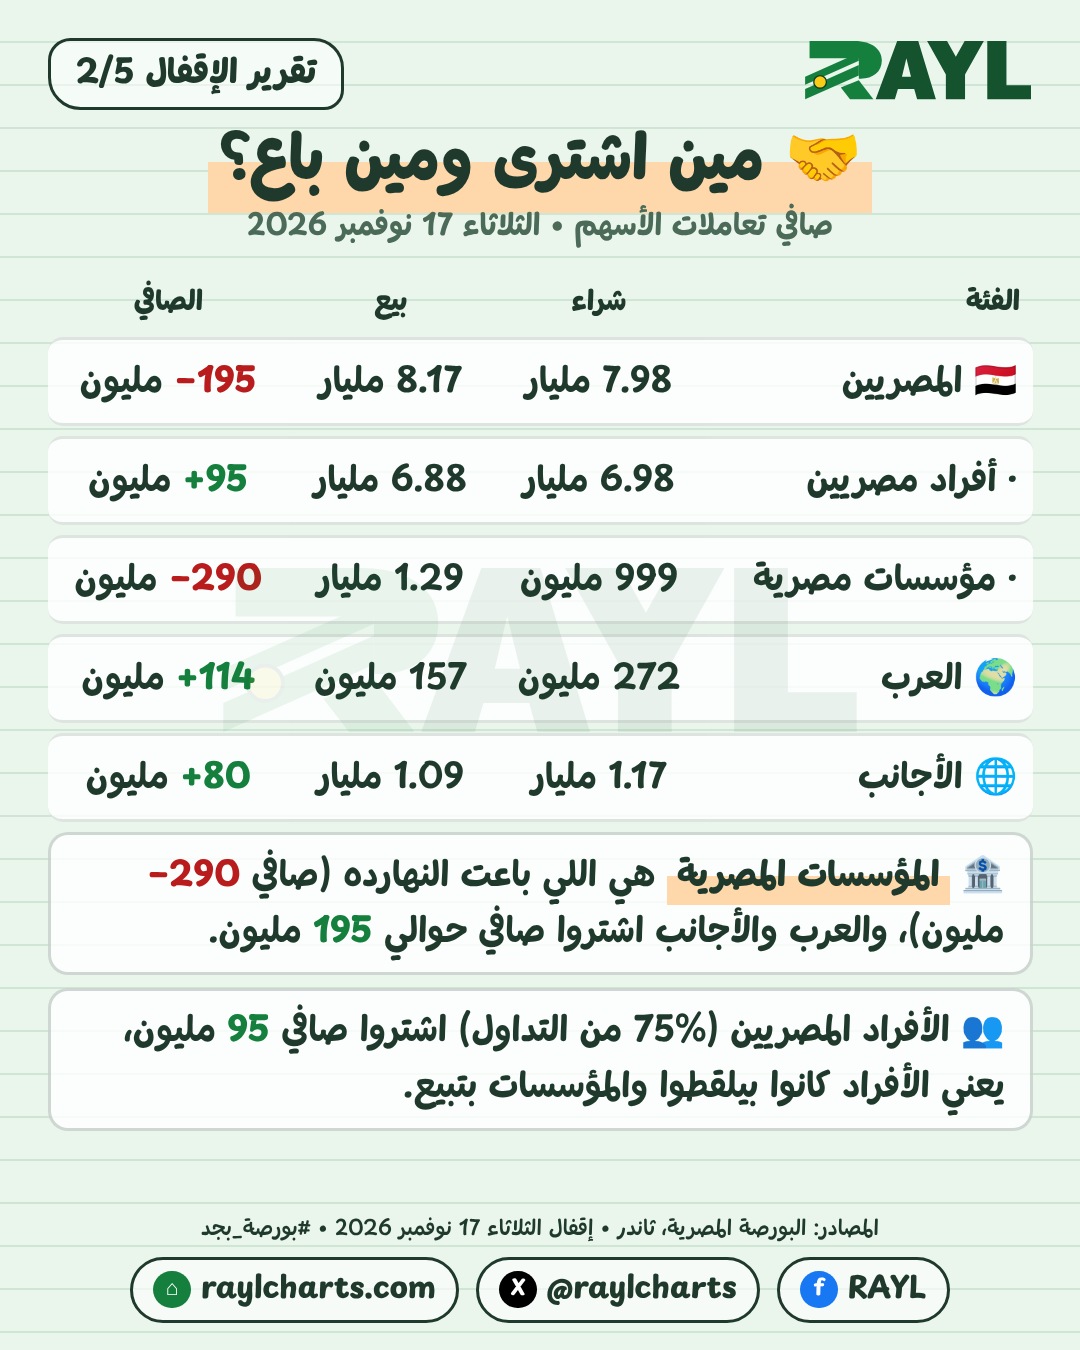 RAYL
تقرير الإقفال 2/5
🤝 مين اشترى ومين باع؟
صافي تعاملات الأسهم • الثلاثاء 17 نوفمبر 2026
الفئة شراء بيع الصافي
🇪🇬 المصريين 7.98 مليار 8.17 مليار −195 مليون
· أفراد مصريين 6.98 مليار 6.88 مليار +95 مليون
· مؤسسات مصرية 999 مليون 1.29 مليار −290 مليون
🌍 العرب 272 مليون 157 مليون +114 مليون
🌐 الأجانب 1.17 مليار 1.09 مليار +80 مليون
🏦 المؤسسات المصرية هي اللي باعت النهارده (صافي −290
مليون)، والعرب والأجانب اشتروا صافي حوالي 195 مليون.
👥 الأفراد المصريين (75% من التداول) اشتروا صافي 95 مليون،
يعني الأفراد كانوا بيلقطوا والمؤسسات بتبيع.
RAYL
المصادر: البورصة المصرية، ثاندر • إقفال الثلاثاء 17 نوفمبر 2026 • #بورصة_بجد
raylcharts.com
X @raylcharts
f RAYL